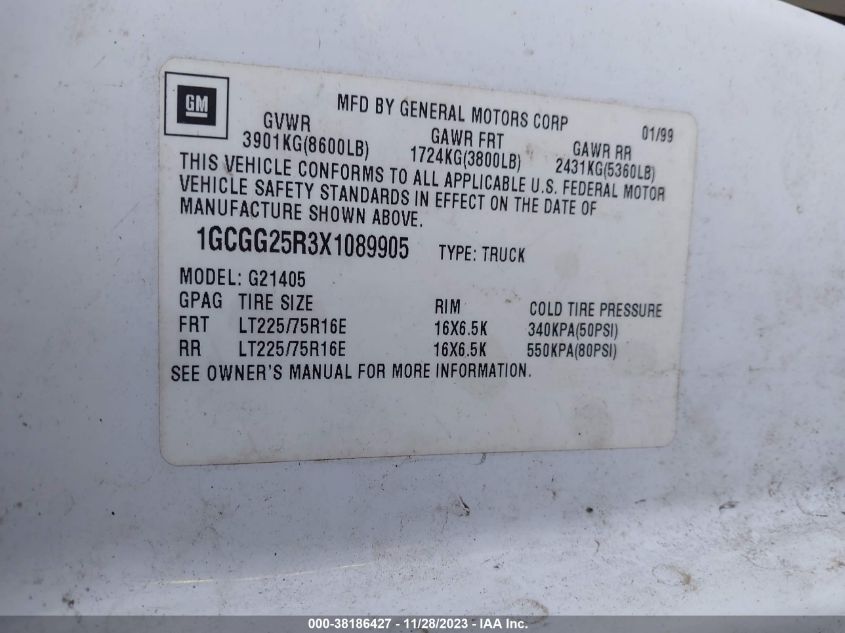 GM
MFD BY GENERAL MOTORS CORP 01/99
GVWR GAWR FRT GAWR RR
3901KG(8600LB) 1724KG(3800LB) 2431KG(5360LB)
THIS VEHICLE CONFORMS TO ALL APPLICABLE U.S. FEDERAL MOTOR
VEHICLE SAFETY STANDARDS IN EFFECT ON THE DATE OF
MANUFACTURE SHOWN ABOVE.
1GCGG25R3X1089905 TYPE: TRUCK
MODEL: G21405
GPAG TIRE SIZE RIM COLD TIRE PRESSURE
FRT LT225/75R16E 16X6.5K 340KPA(50PSI)
RR LT225/75R16E 16X6.5K 550KPA(80PSI)
SEE OWNER'S MANUAL FOR MORE INFORMATION.
000-38186427 - 11/28/2023 - IAA Inc.